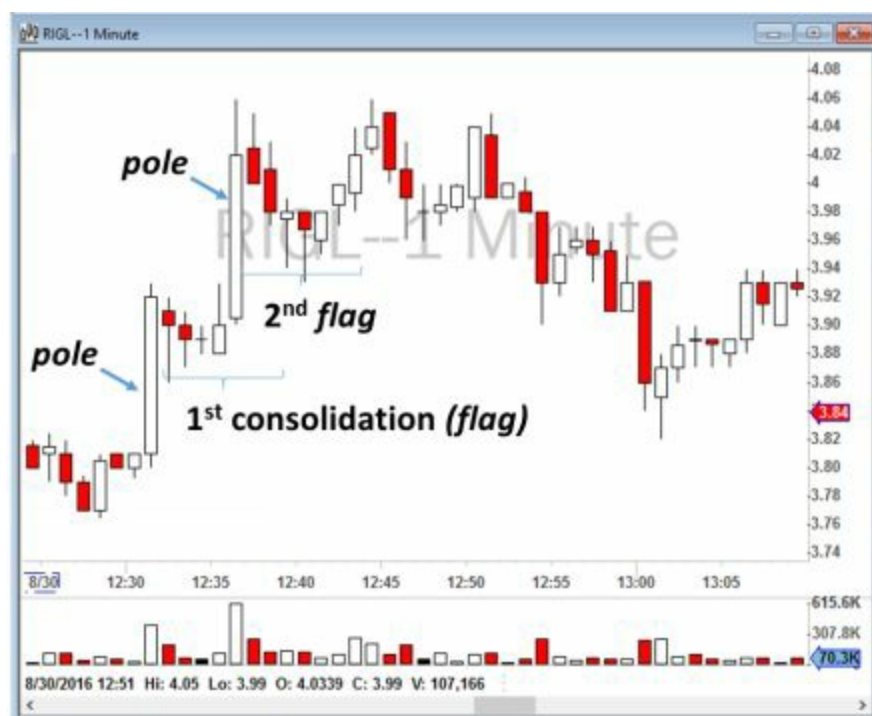 RIGL--1 Minute
4.08
4.06
4.04
4.02
4
3.98
3.96
3.94
3.92
3.90
3.88
3.86
3.84
3.82
3.80
3.78
3.76
3.74
RIGL--1 Minute
pole
2nd flag
pole
1st consolidation (flag)
8/30 12:30 12:35 12:40 12:45 12:50 12:55 13:00 13:05
615.6K
307.8K
70.3K
8/30/2016 12:51 Hi: 4.05 Lo: 3.99 O: 4.0339 C: 3.99 V: 107,166